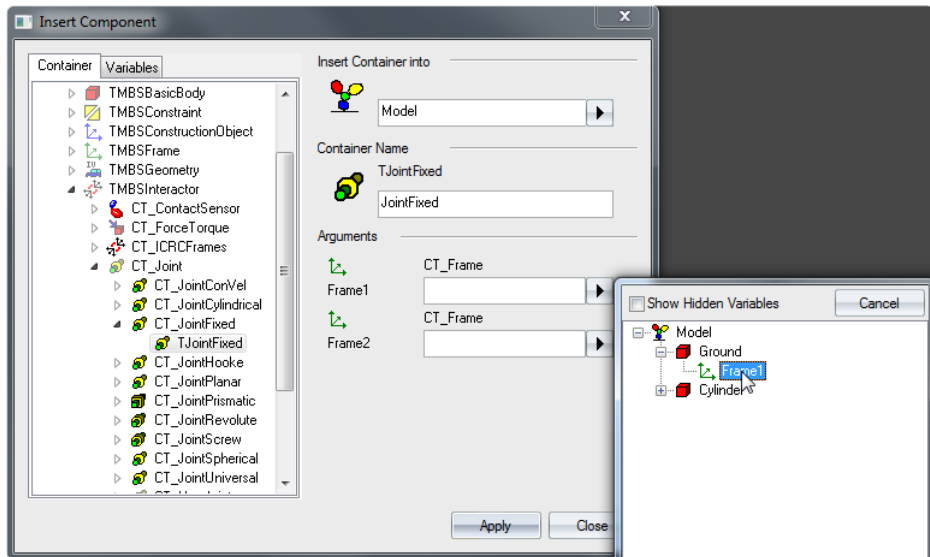 Insert Component
x
Container
Variables
TMBSBasicBody
TMBSConstraint
TMBSConstructionObject
TMBSFrame
TMBSGeometry
TMBSInteractor
CT_ContactSensor
CT_ForceTorque
CT_ICRCFrames
CT_Joint
CT_JointConVel
CT_JointCylindrical
CT_JointFixed
TJointFixed
CT_JointHooke
CT_JointPlanar
CT_JointPrismatic
CT_JointRevolute
CT_JointScrew
CT_JointSpherical
CT_JointUniversal
Insert Container into
Model
Container Name
TJointFixed
JointFixed
Arguments
CT_Frame
Frame1
CT_Frame
Frame2
Apply
Close
Show Hidden Variables
Cancel
Model
Ground
Frame1
Cylinder